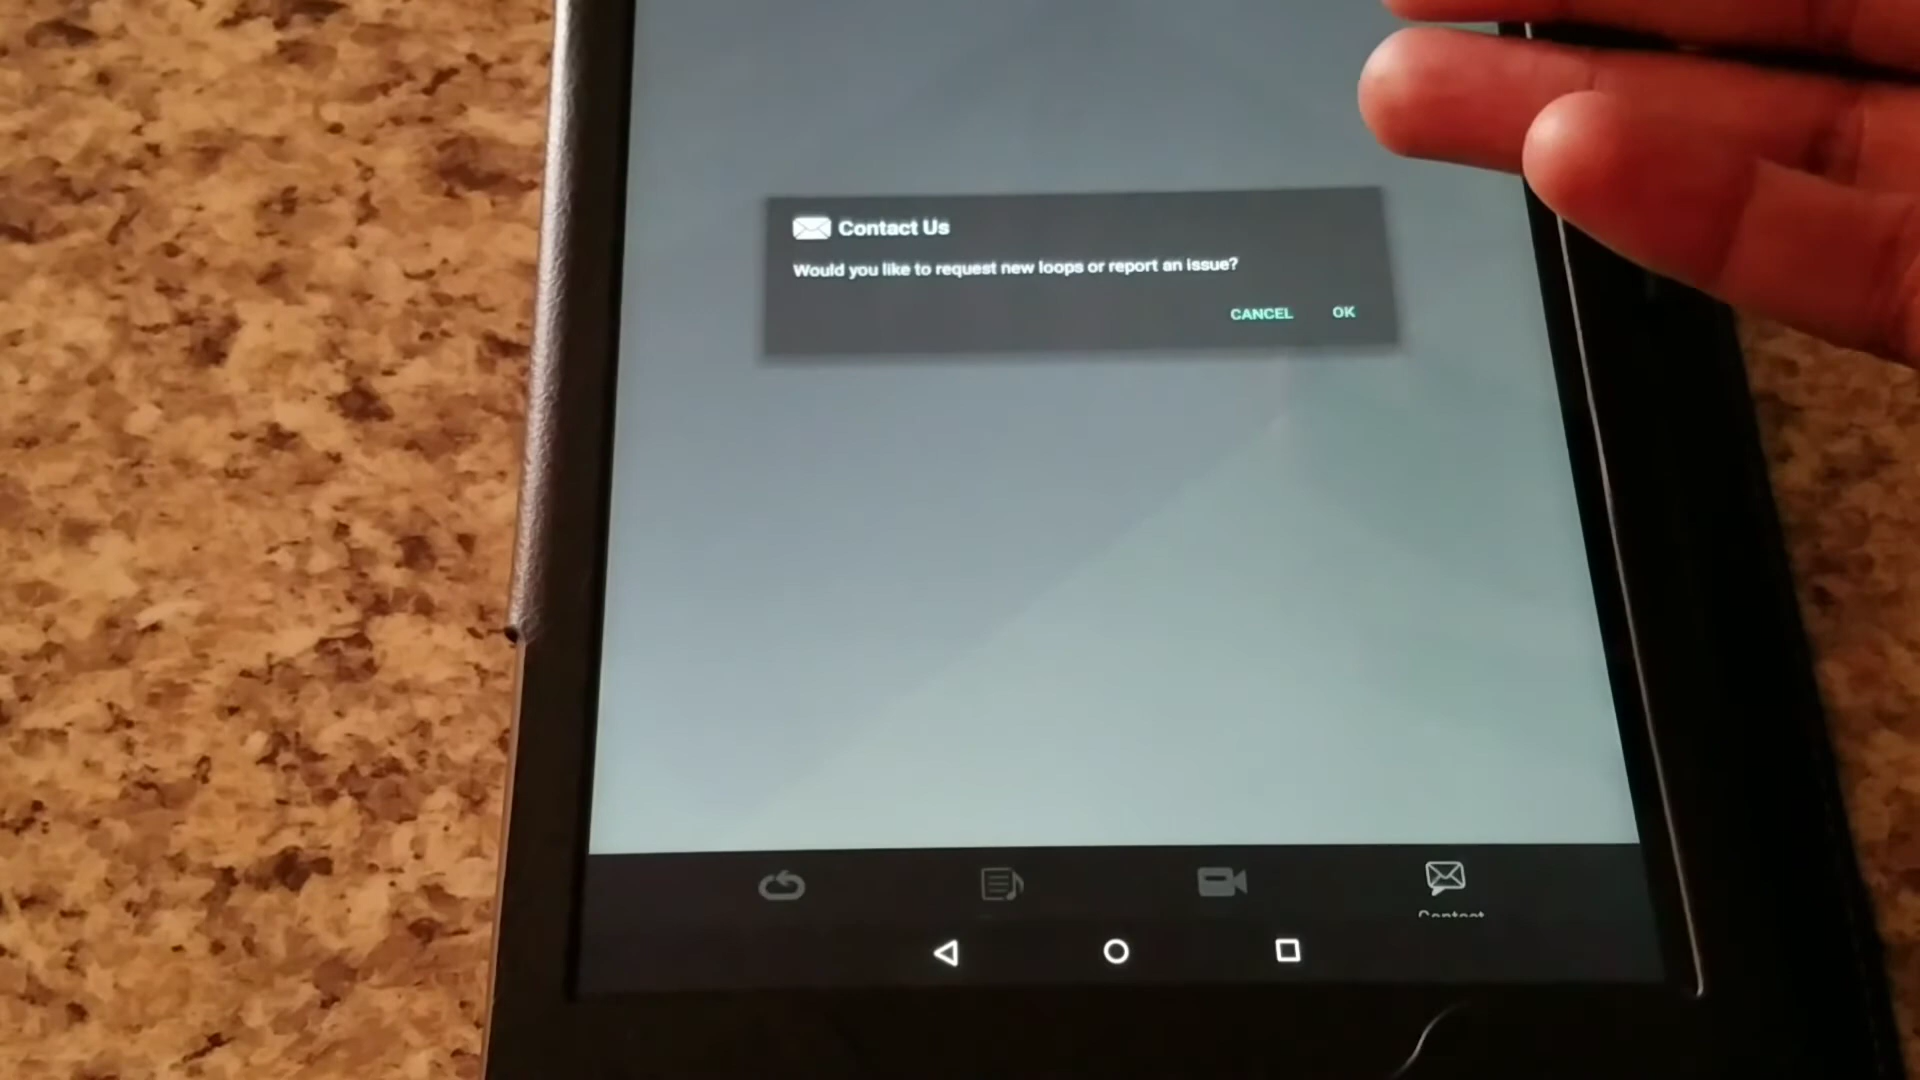 Contact Us
Would you like to request new loops or report an issue?
CANCEL OK
Contact